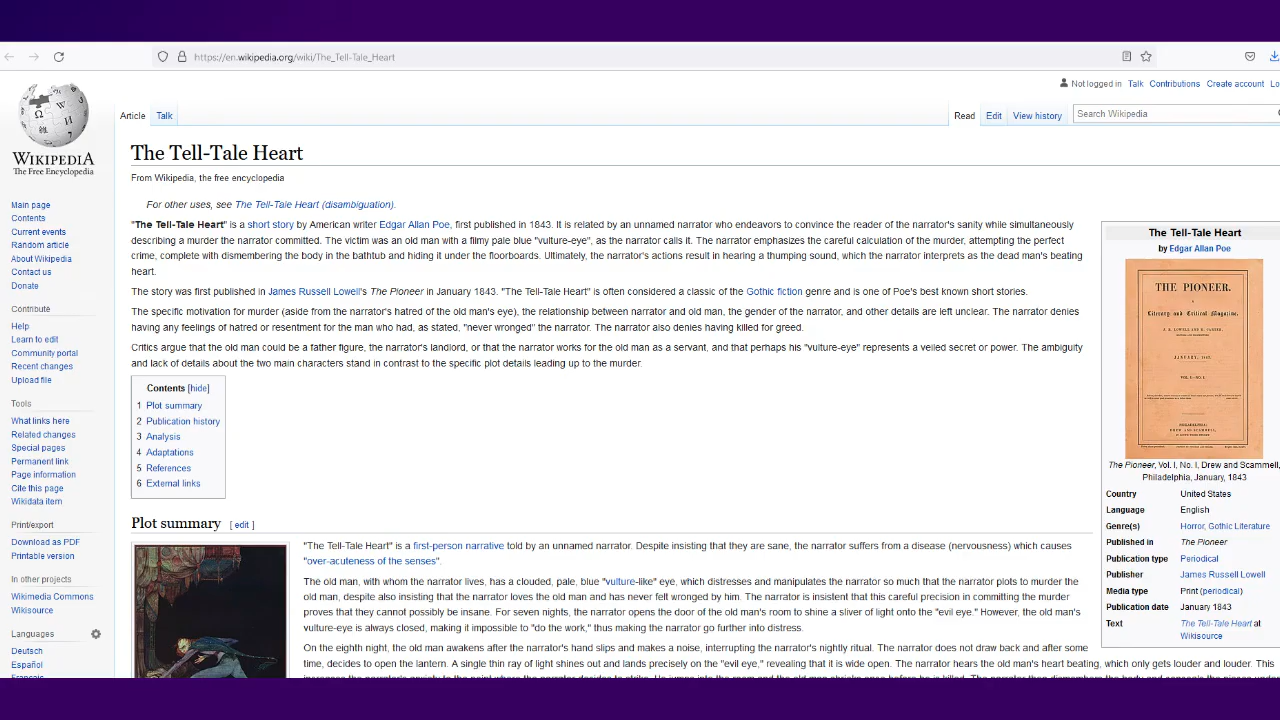 https://en.wikipedia.org/wiki/The_Tell-Tale_Heart
Not logged in Talk Contributions Create account Lo
Article Talk
Read Edit View history
Search Wikipedia
WIKIPEDIA
The Free Encyclopedia
Main page
Contents
Current events
Random article
About Wikipedia
Contact us
Donate
Contribute
Help
Learn to edit
Community portal
Recent changes
Upload file
Tools
What links here
Related changes
Special pages
Permanent link
Page information
Cite this page
Wikidata item
Print/export
Download as PDF
Printable version
In other projects
Wikimedia Commons
Wikisource
Languages
Deutsch
Español
Français
The Tell-Tale Heart
From Wikipedia, the free encyclopedia
For other uses, see The Tell-Tale Heart (disambiguation).
"The Tell-Tale Heart" is a short story by American writer Edgar Allan Poe, first published in 1843. It is related by an unnamed narrator who endeavors to convince the reader of the narrator's sanity while simultaneously
describing a murder the narrator committed. The victim was an old man with a filmy pale blue "vulture-eye", as the narrator calls it. The narrator emphasizes the careful calculation of the murder, attempting the perfect
crime, complete with dismembering the body in the bathtub and hiding it under the floorboards. Ultimately, the narrator's actions result in hearing a thumping sound, which the narrator interprets as the dead man's beating
heart.
The story was first published in James Russell Lowell's The Pioneer in January 1843. "The Tell-Tale Heart" is often considered a classic of the Gothic fiction genre and is one of Poe's best known short stories.
The specific motivation for murder (aside from the narrator's hatred of the old man's eye), the relationship between narrator and old man, the gender of the narrator, and other details are left unclear. The narrator denies
having any feelings of hatred or resentment for the man who had, as stated, "never wronged" the narrator. The narrator also denies having killed for greed.
Critics argue that the old man could be a father figure, the narrator's landlord, or that the narrator works for the old man as a servant, and that perhaps his "vulture-eye" represents a veiled secret or power. The ambiguity
and lack of details about the two main characters stand in contrast to the specific plot details leading up to the murder.
Contents [hide]
1 Plot summary
2 Publication history
3 Analysis
4 Adaptations
5 References
6 External links
Plot summary [ edit ]
"The Tell-Tale Heart" is a first-person narrative told by an unnamed narrator. Despite insisting that they are sane, the narrator suffers from a disease (nervousness) which causes
"over-acuteness of the senses".
The old man, with whom the narrator lives, has a clouded, pale, blue "vulture-like" eye, which distresses and manipulates the narrator so much that the narrator plots to murder the
old man, despite also insisting that the narrator loves the old man and has never felt wronged by him. The narrator is insistent that this careful precision in committing the murder
proves that they cannot possibly be insane. For seven nights, the narrator opens the door of the old man's room to shine a sliver of light onto the "evil eye." However, the old man's
vulture-eye is always closed, making it impossible to "do the work," thus making the narrator go further into distress.
On the eighth night, the old man awakens after the narrator's hand slips and makes a noise, interrupting the narrator's nightly ritual. The narrator does not draw back and after some
time, decides to open the lantern. A single thin ray of light shines out and lands precisely on the "evil eye," revealing that it is wide open. The narrator hears the old man's heart beating, which only gets louder and louder. This
The Tell-Tale Heart
by Edgar Allan Poe
THE PIONEER.
Literary and Critical Magazine.
JANUARY, 1843.
The Pioneer, Vol. I, No. I, Drew and Scammell,
Philadelphia, January, 1843
Country United States
Language English
Genre(s) Horror, Gothic Literature
Published in The Pioneer
Publication type Periodical
Publisher James Russell Lowell
Media type Print (periodical)
Publication date January 1843
Text The Tell-Tale Heart at
Wikisource